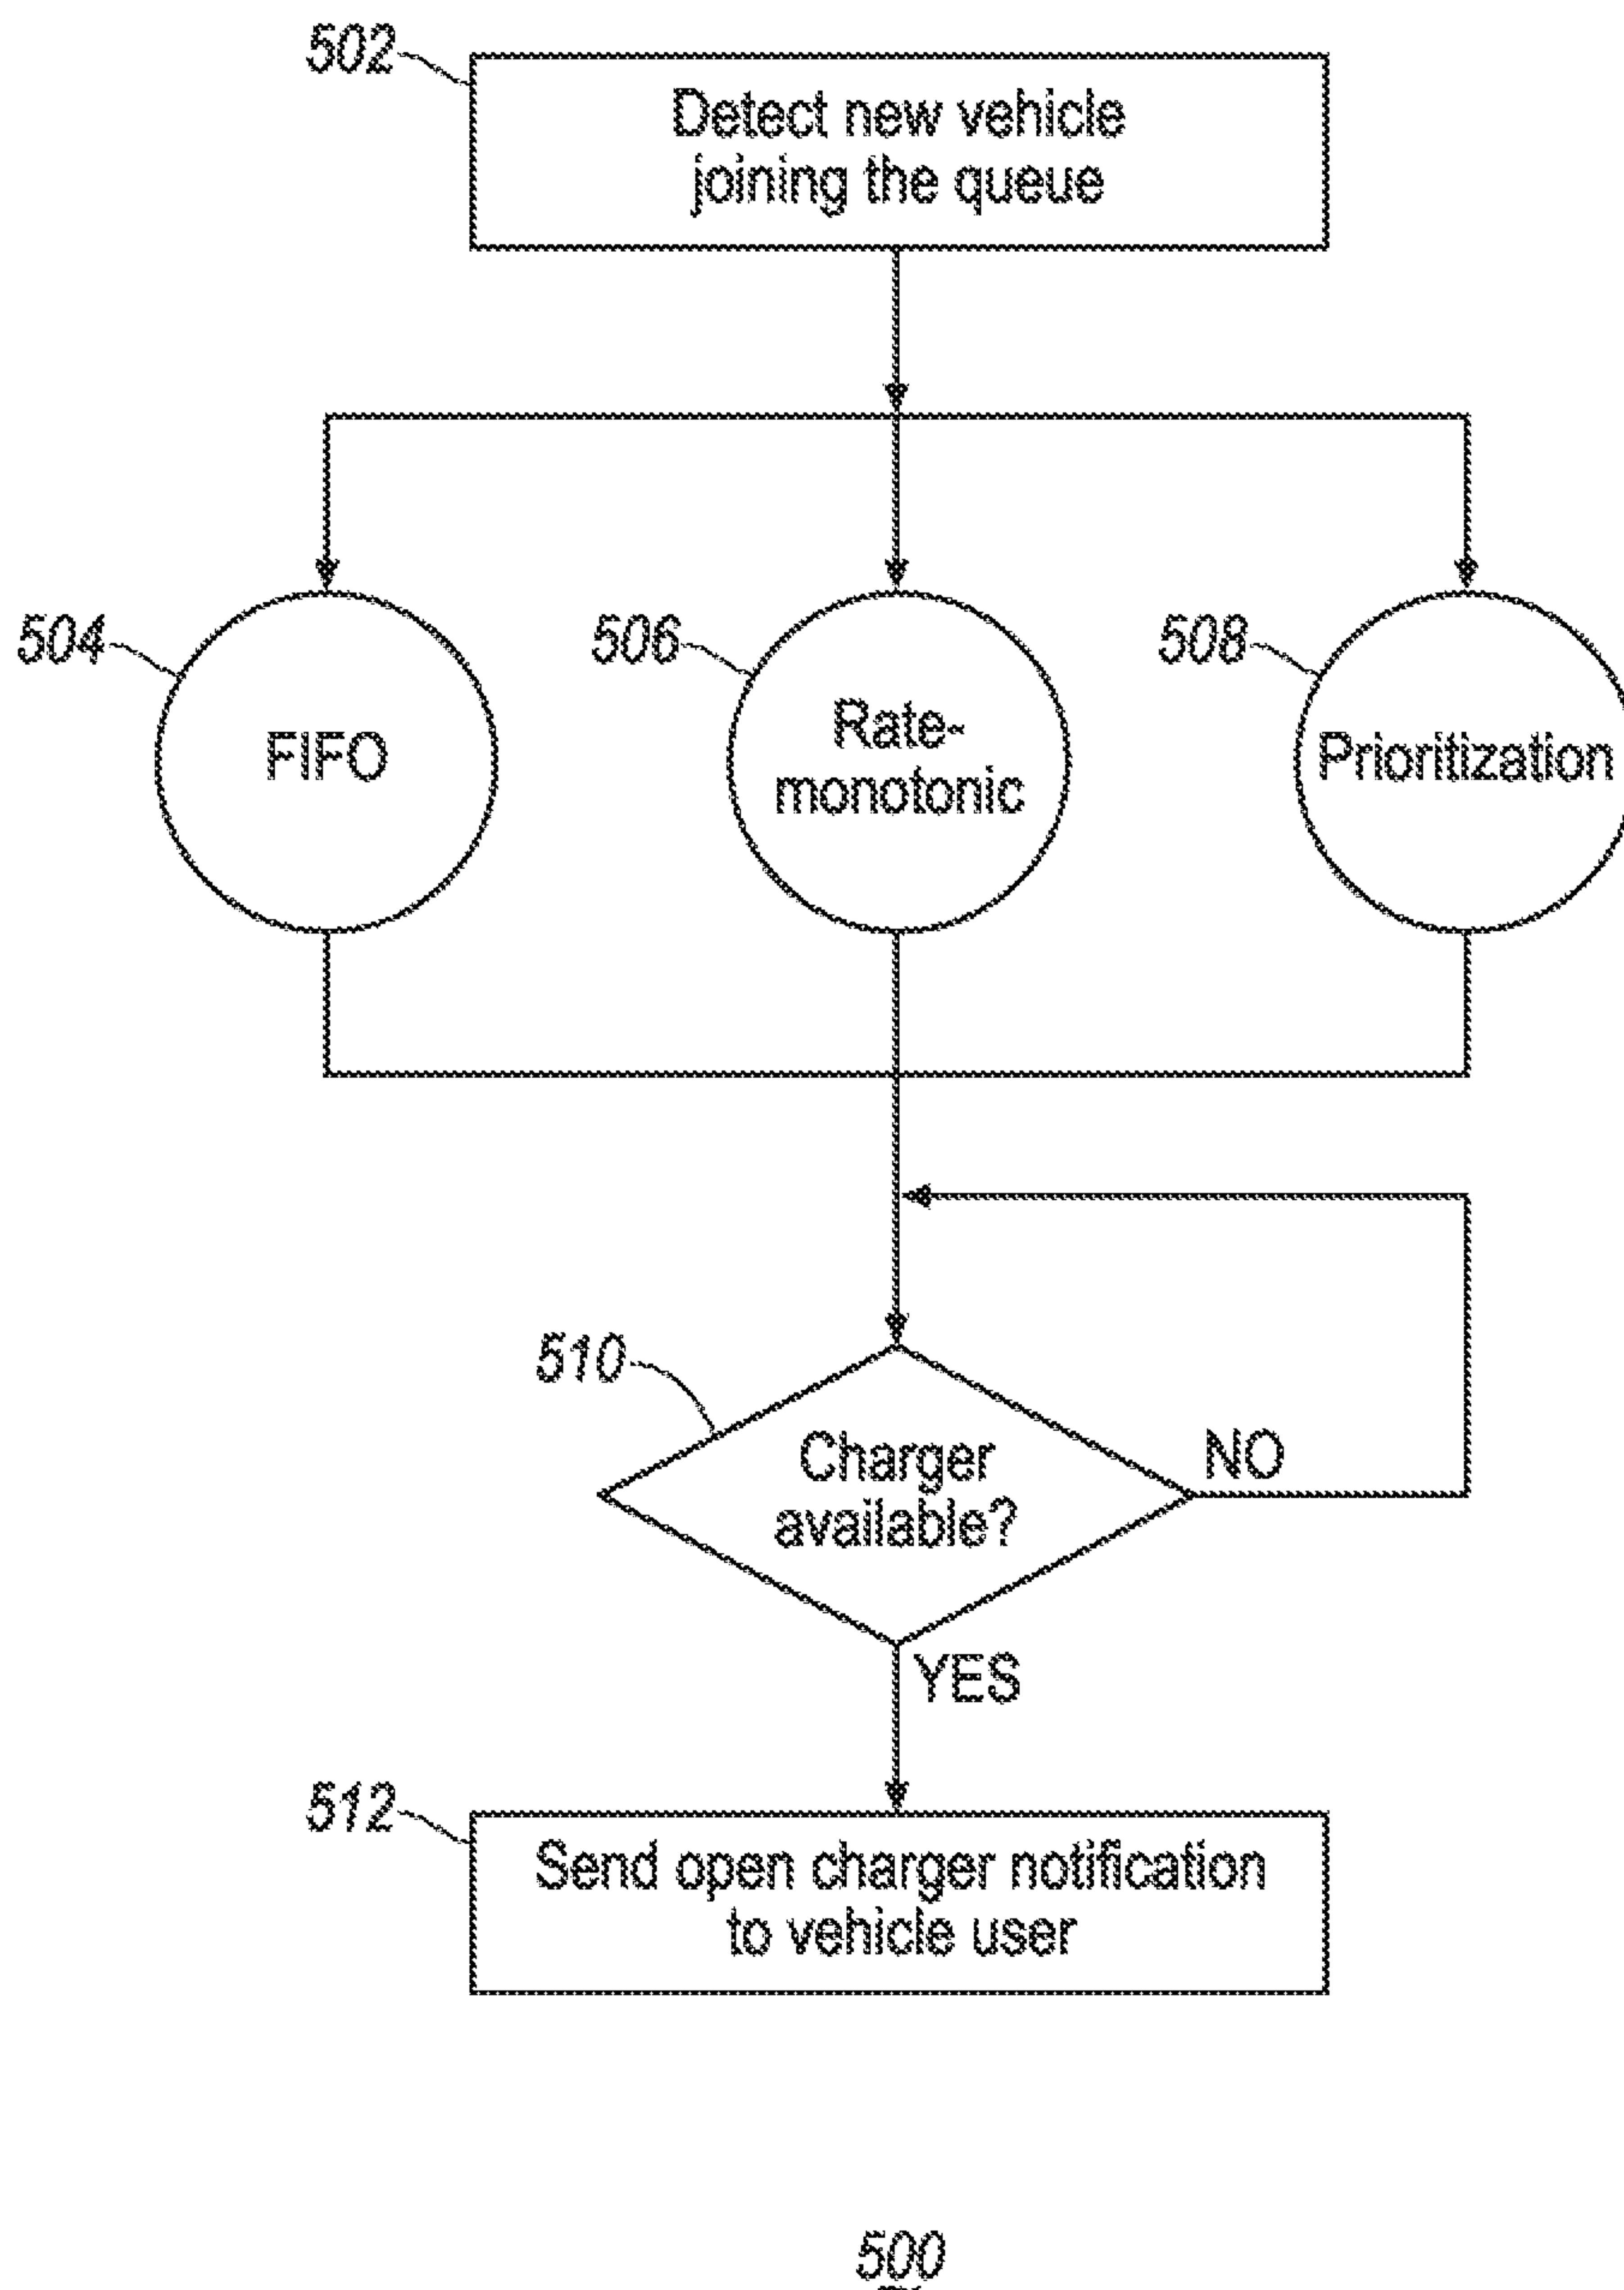 502
Detect new vehicle
joining the queue
504
FIFO
506
Rate-
monotonic
508
Prioritization
510
Charger
available?
NO
YES
512
Send open charger notification
to vehicle user
500